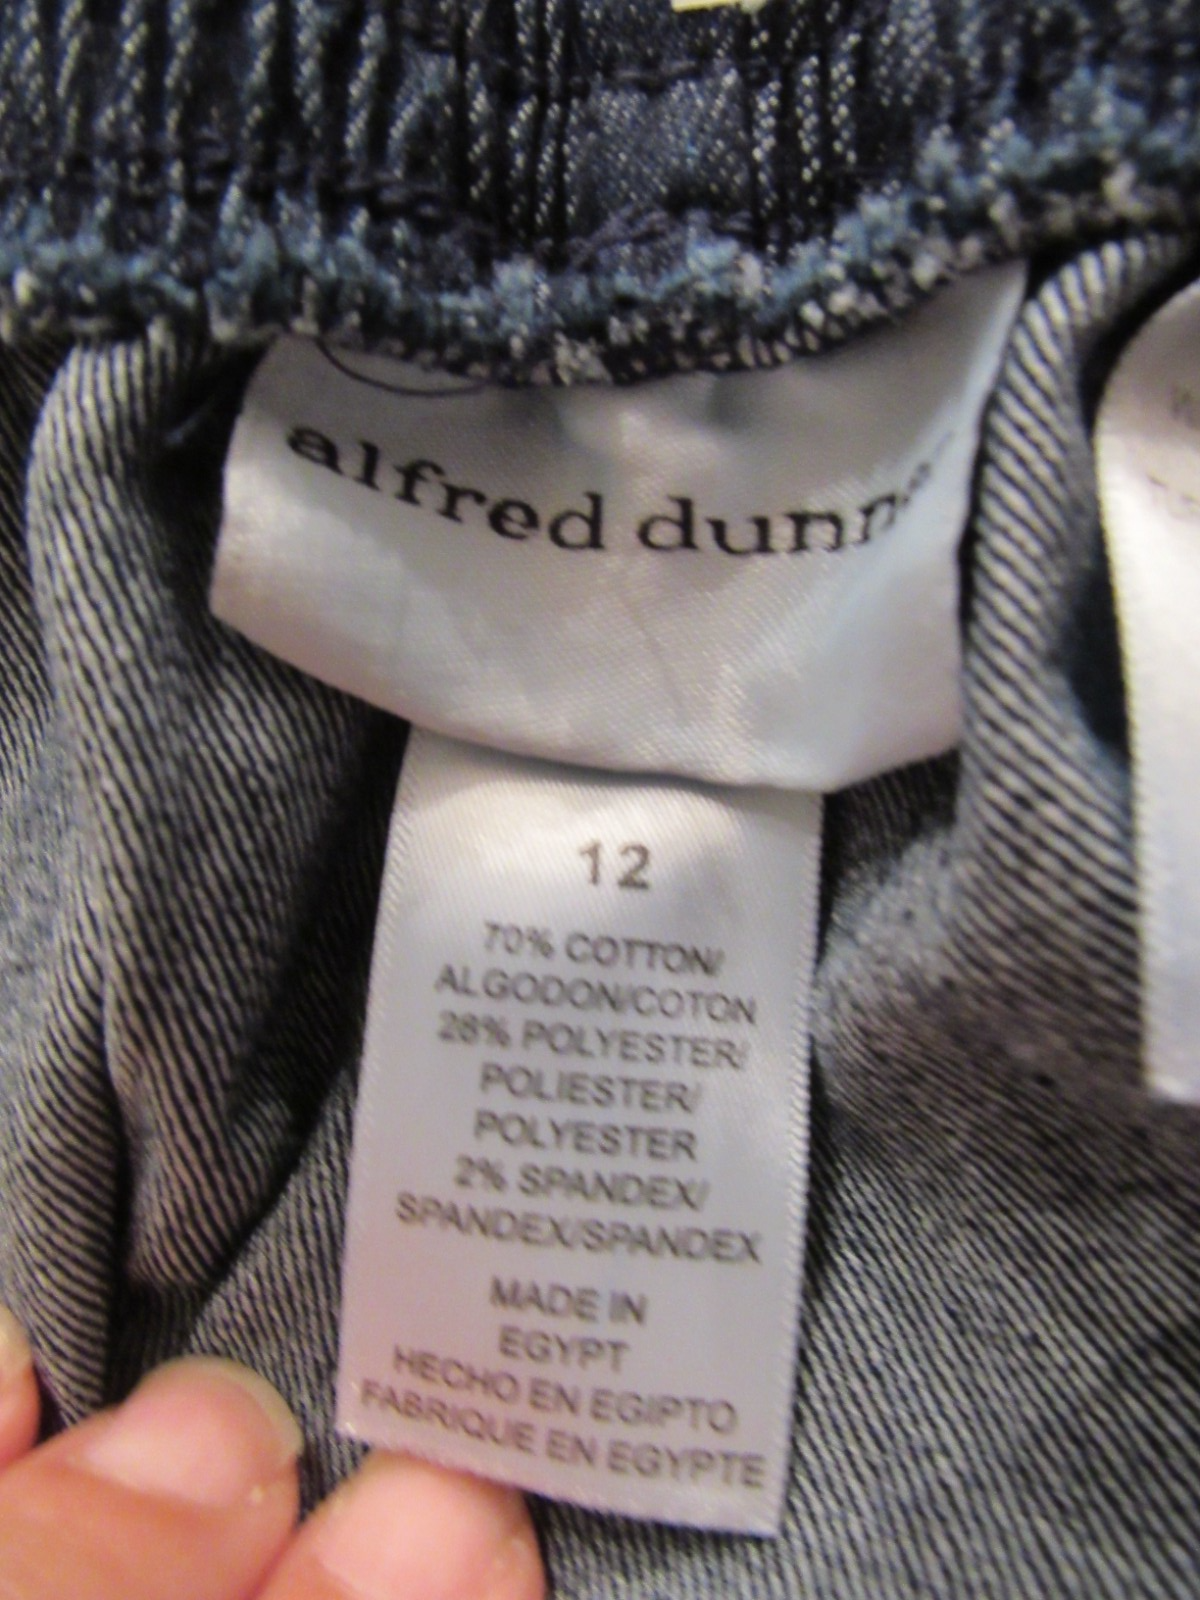 alfred
12
70% COTTON/
ALGODON/COTON
28% POLYESTER/
POLIESTER/
POLYESTER
2% SPANDEX/
SPANDEX/SPANDEX
MADE IN
EGYPT
HECHO EN EGIPTO
FABRIQUE EN EGYPTE